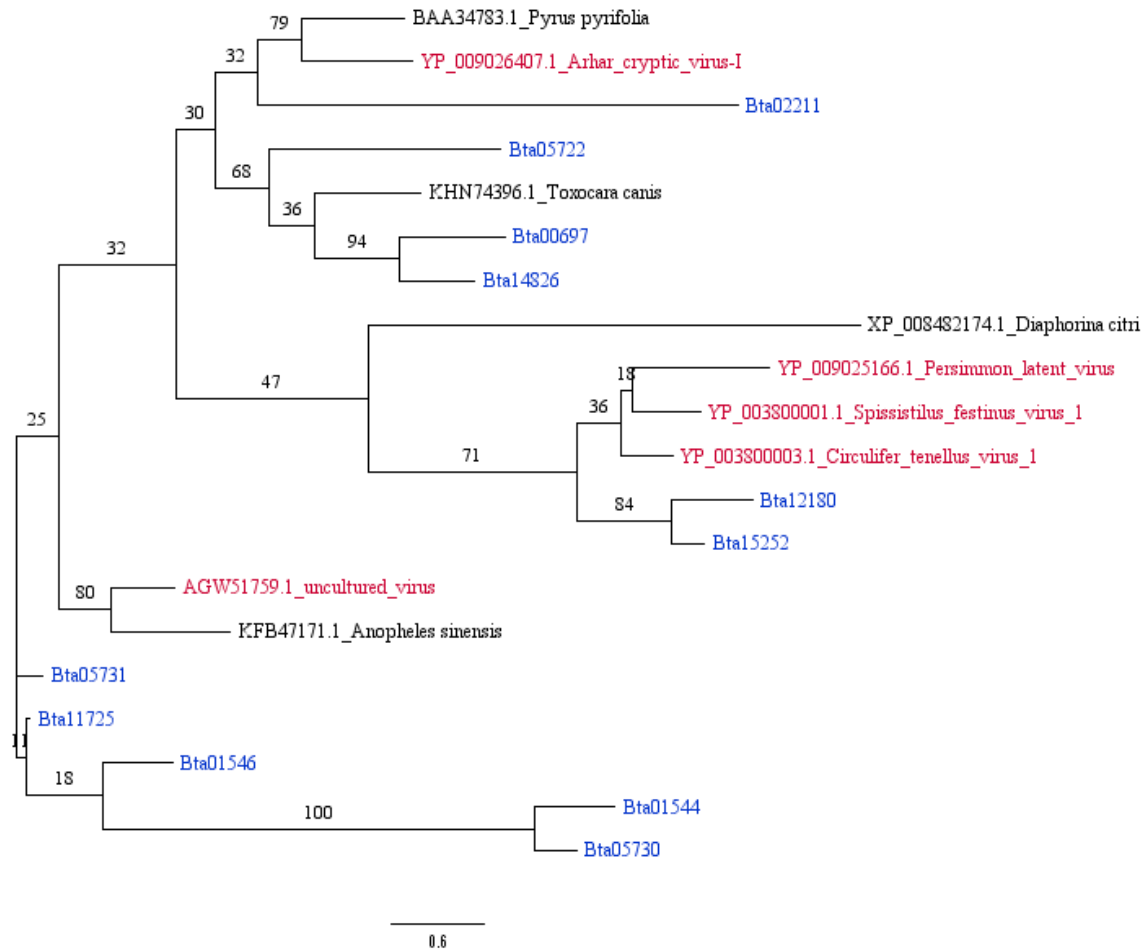 79
BAA34783.1_Pyrus pyrifolia
32
YP_009026407.1_Arhar_cryptic_virus-I
Bta02211
30
Bta05722
68
KHN74396.1_Toxocara canis
36
Bta00697
94
32
Bta14826
XP_008482174.1_Diaphorina citri
47
18
YP_009025166.1_Persimmon_latent_virus
25
36
YP_003800001.1_Spissistilus_festinus_virus_1
71
YP_003800003.1_Circulifer_tenellus_virus_1
84
Bta12180
Bta15252
80
AGW51759.1_uncultured_virus
KFB47171.1_Anopheles sinensis
Bta05731
Bta11725
11
18
Bta01546
100
Bta01544
Bta05730
0.6